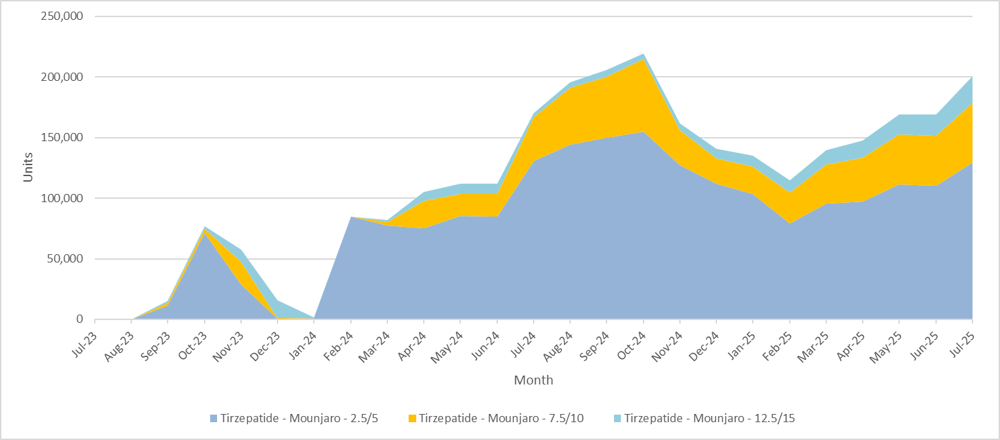 250,000
200,000
150,000
100,000
50,000
0
Units
Jul-23 Aug-23 Sep-23 Oct-23 Nov-23 Dec-23 Jan-24 Feb-24 Mar-24 Apr-24 May-24 Jun-24 Jul-24 Aug-24 Sep-24 Oct-24 Nov-24 Dec-24 Jan-25 Feb-25 Mar-25 Apr-25 May-25 Jun-25 Jul-25
Month
Tirzepatide - Mounjaro - 2.5/5 Tirzepatide - Mounjaro - 7.5/10 Tirzepatide - Mounjaro - 12.5/15